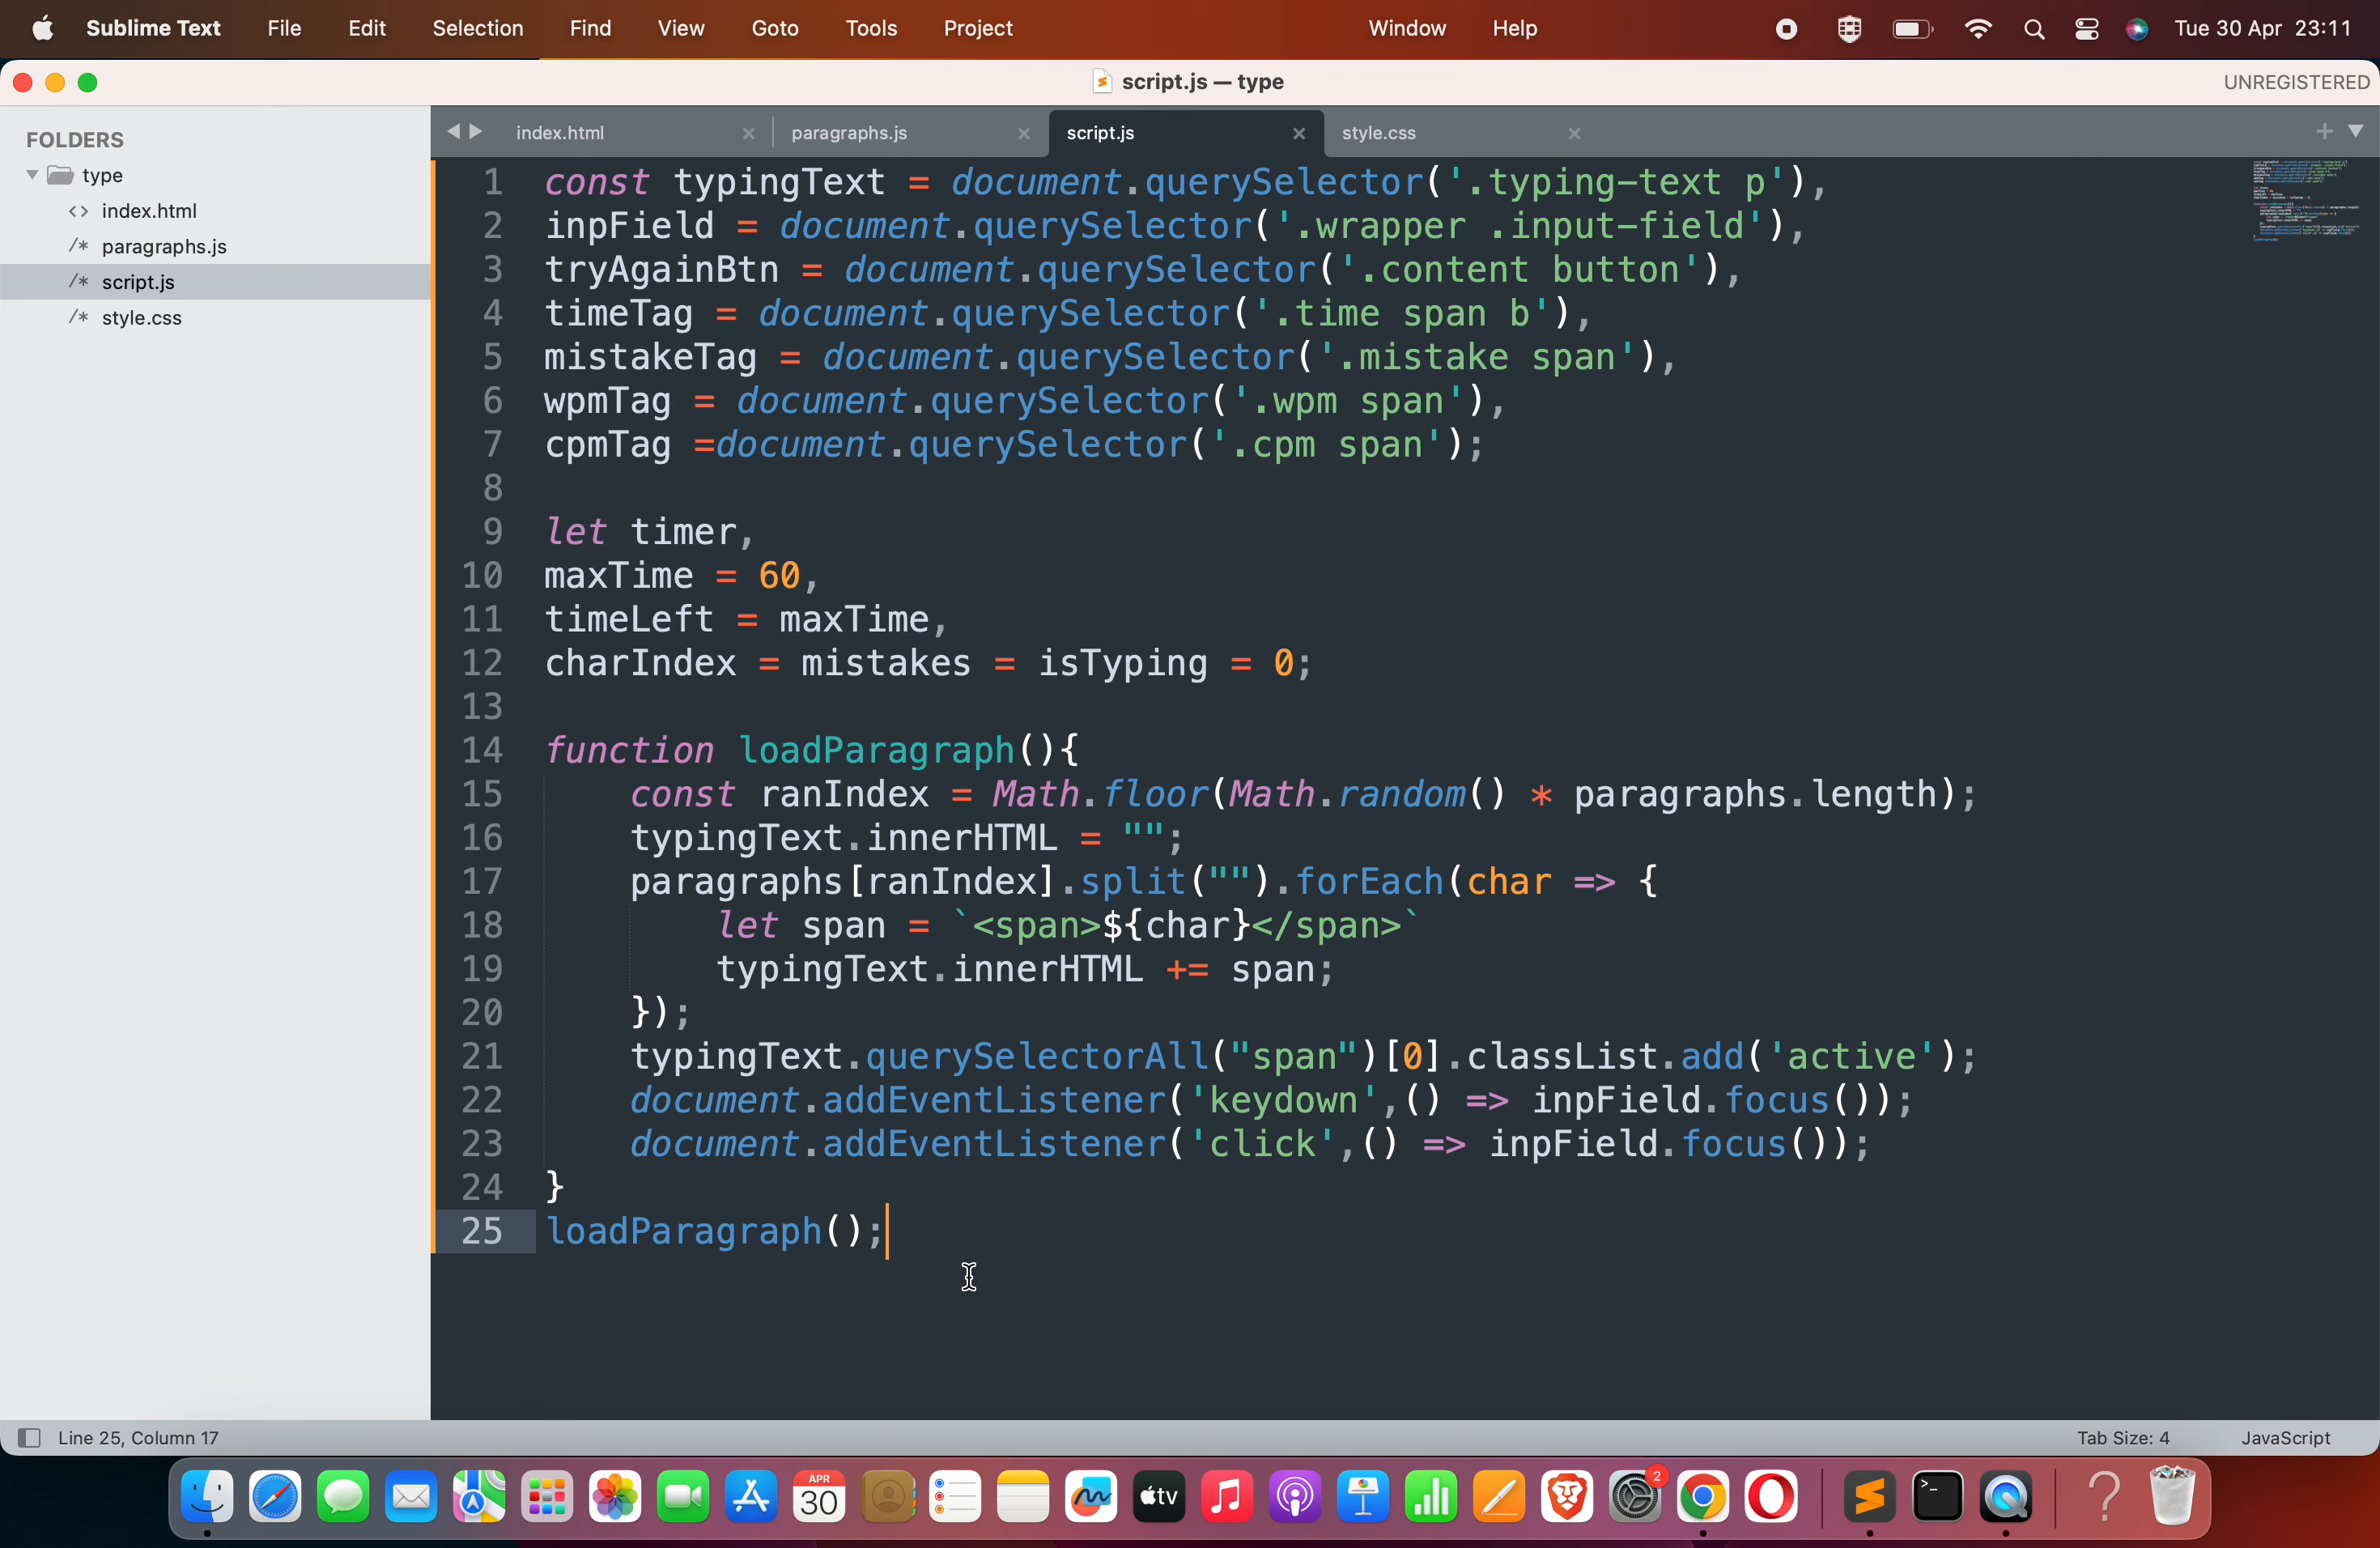 Sublime Text File Edit Selection Find View Goto Tools Project Window Help Tue 30 Apr 23:11
script.js — type UNREGISTERED
FOLDERS
type
index.html
paragraphs.js
script.js
style.css
index.html paragraphs.js script.js style.css
1 const typingText = document.querySelector('.typing-text p'),
2 inpField = document.querySelector('.wrapper .input-field'),
3 tryAgainBtn = document.querySelector('.content button'),
4 timeTag = document.querySelector('.time span b'),
5 mistakeTag = document.querySelector('.mistake span'),
6 wpmTag = document.querySelector('.wpm span'),
7 cpmTag =document.querySelector('.cpm span');
8
9 let timer,
10 maxTime = 60,
11 timeLeft = maxTime,
12 charIndex = mistakes = isTyping = 0;
13
14 function loadParagraph(){
15     const ranIndex = Math.floor(Math.random() * paragraphs.length);
16     typingText.innerHTML = "";
17     paragraphs[ranIndex].split("").forEach(char => {
18         let span = `<span>${char}</span>`
19         typingText.innerHTML += span;
20     });
21     typingText.querySelectorAll("span")[0].classList.add('active');
22     document.addEventListener('keydown',() => inpField.focus());
23     document.addEventListener('click',() => inpField.focus());
24 }
25 loadParagraph();
Line 25, Column 17 Tab Size: 4 JavaScript
APR
30
tv
2